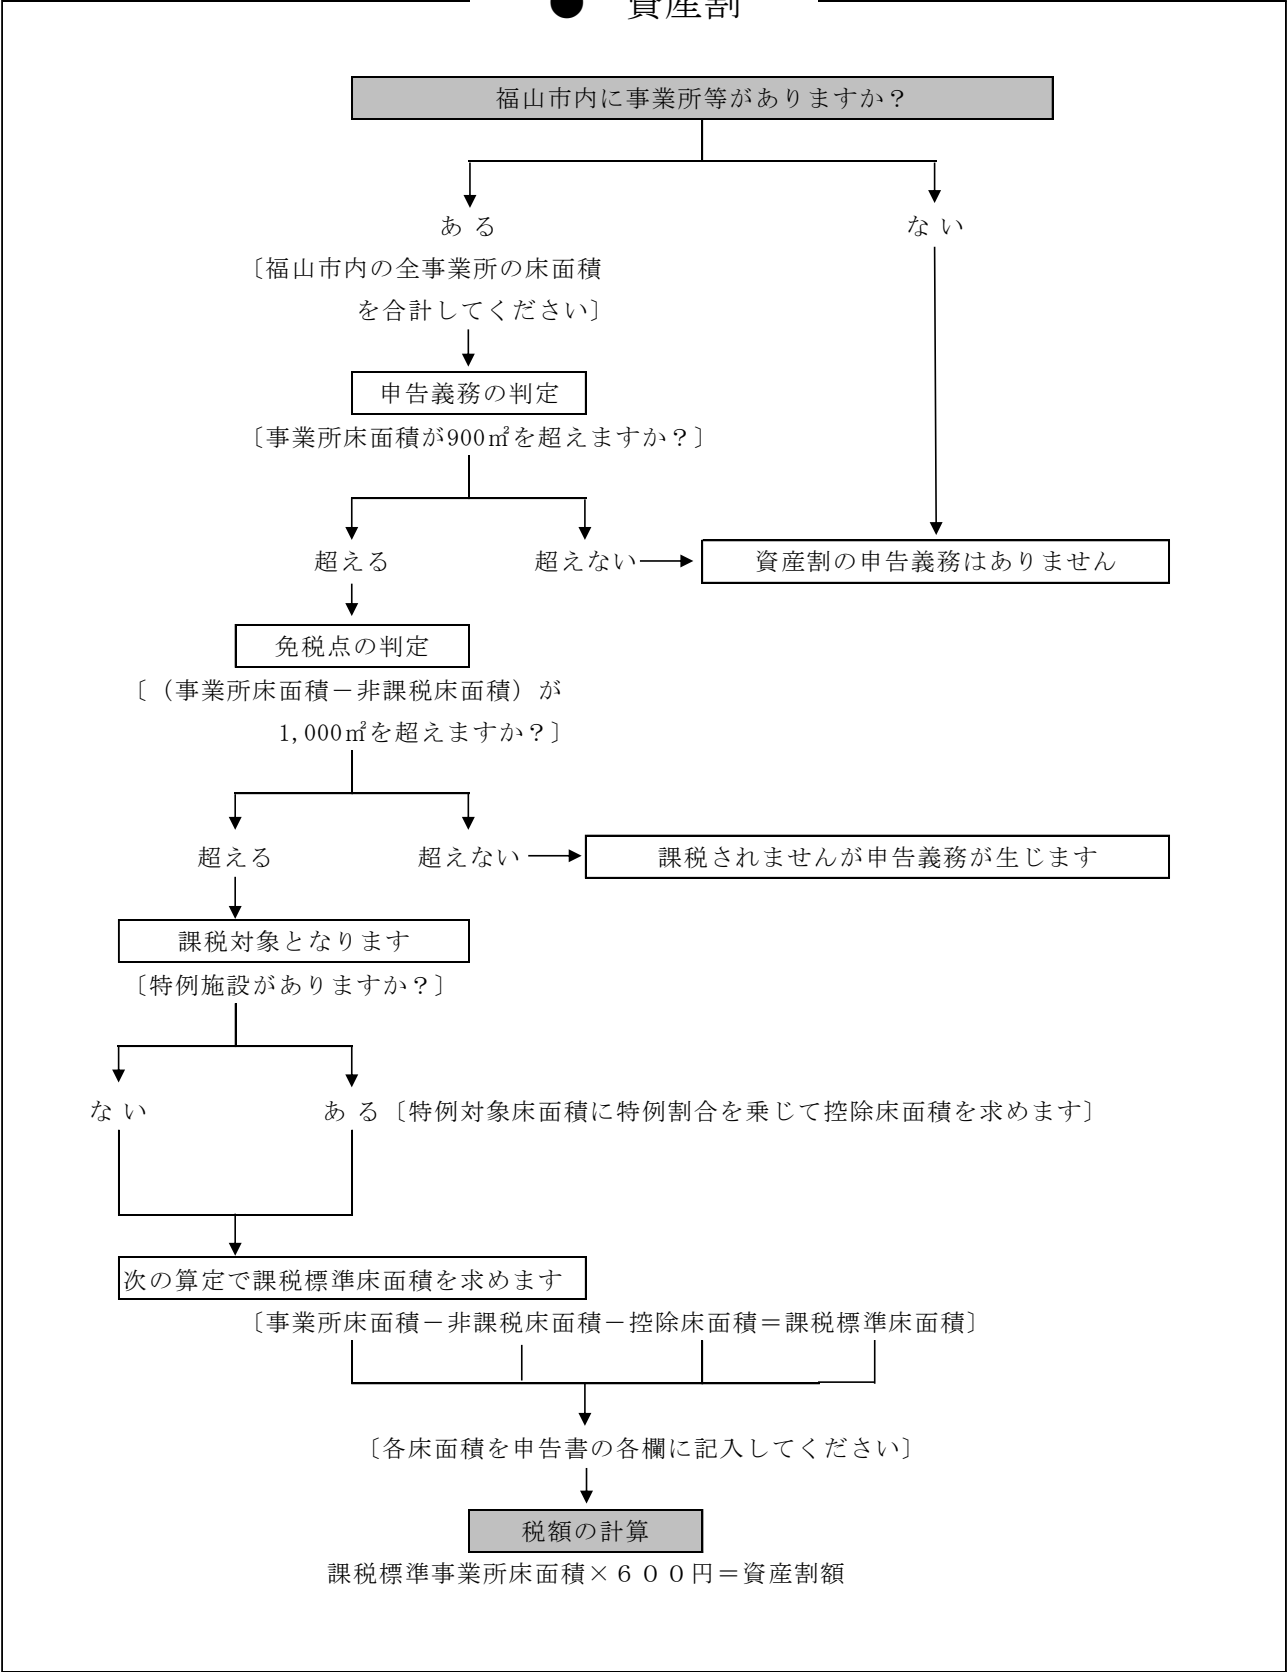 ● 資産割
福山市内に事業所等がありますか？
ある
ない
〔福山市内の全事業所の床面積
を合計してください〕
申告義務の判定
〔事業所床面積が900㎡を超えますか？〕
超える
超えない
資産割の申告義務はありません
免税点の判定
〔（事業所床面積－非課税床面積）が
1,000㎡を超えますか？〕
超える
超えない
課税されませんが申告義務が生じます
課税対象となります
〔特例施設がありますか？〕
ない
ある〔特例対象床面積に特例割合を乗じて控除床面積を求めます〕
次の算定で課税標準床面積を求めます
〔事業所床面積－非課税床面積－控除床面積＝課税標準床面積〕
〔各床面積を申告書の各欄に記入してください〕
税額の計算
課税標準事業所床面積×６００円＝資産割額